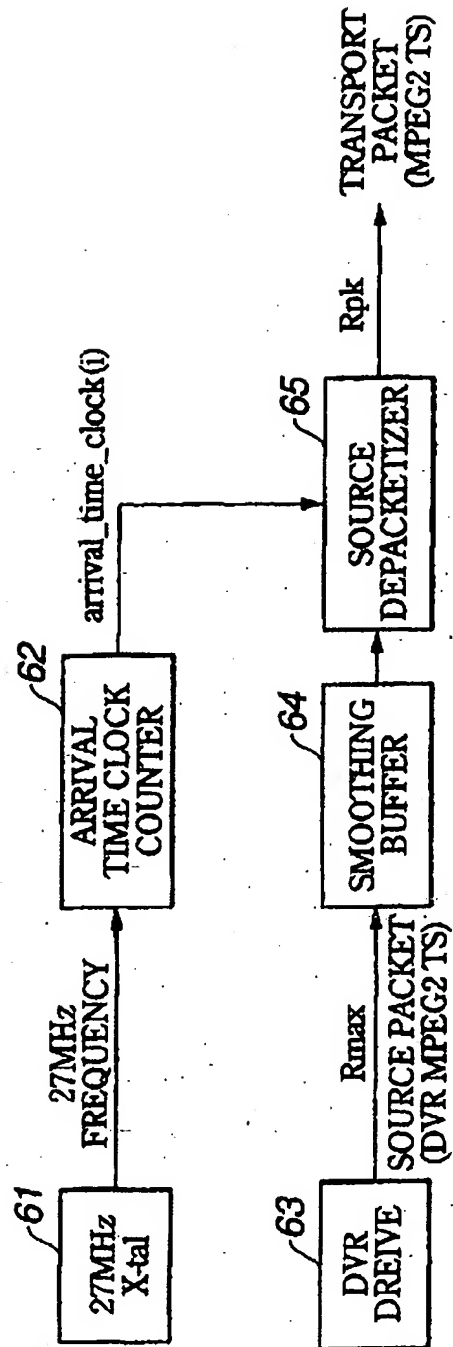 61
27MHz
X-tal
27MHz
FREQUENCY
62
ARRIVAL
TIME CLOCK
COUNTER
arrival_time_clock(i)
63
DVR
DREIVE
Rmax
SOURCE PACKET
(DVR MPEG2 TS)
64
SMOOTHING
BUFFER
65
SOURCE
DEPACKETIZER
Rpk
TRANSPORT
PACKET
(MPEG2 TS)